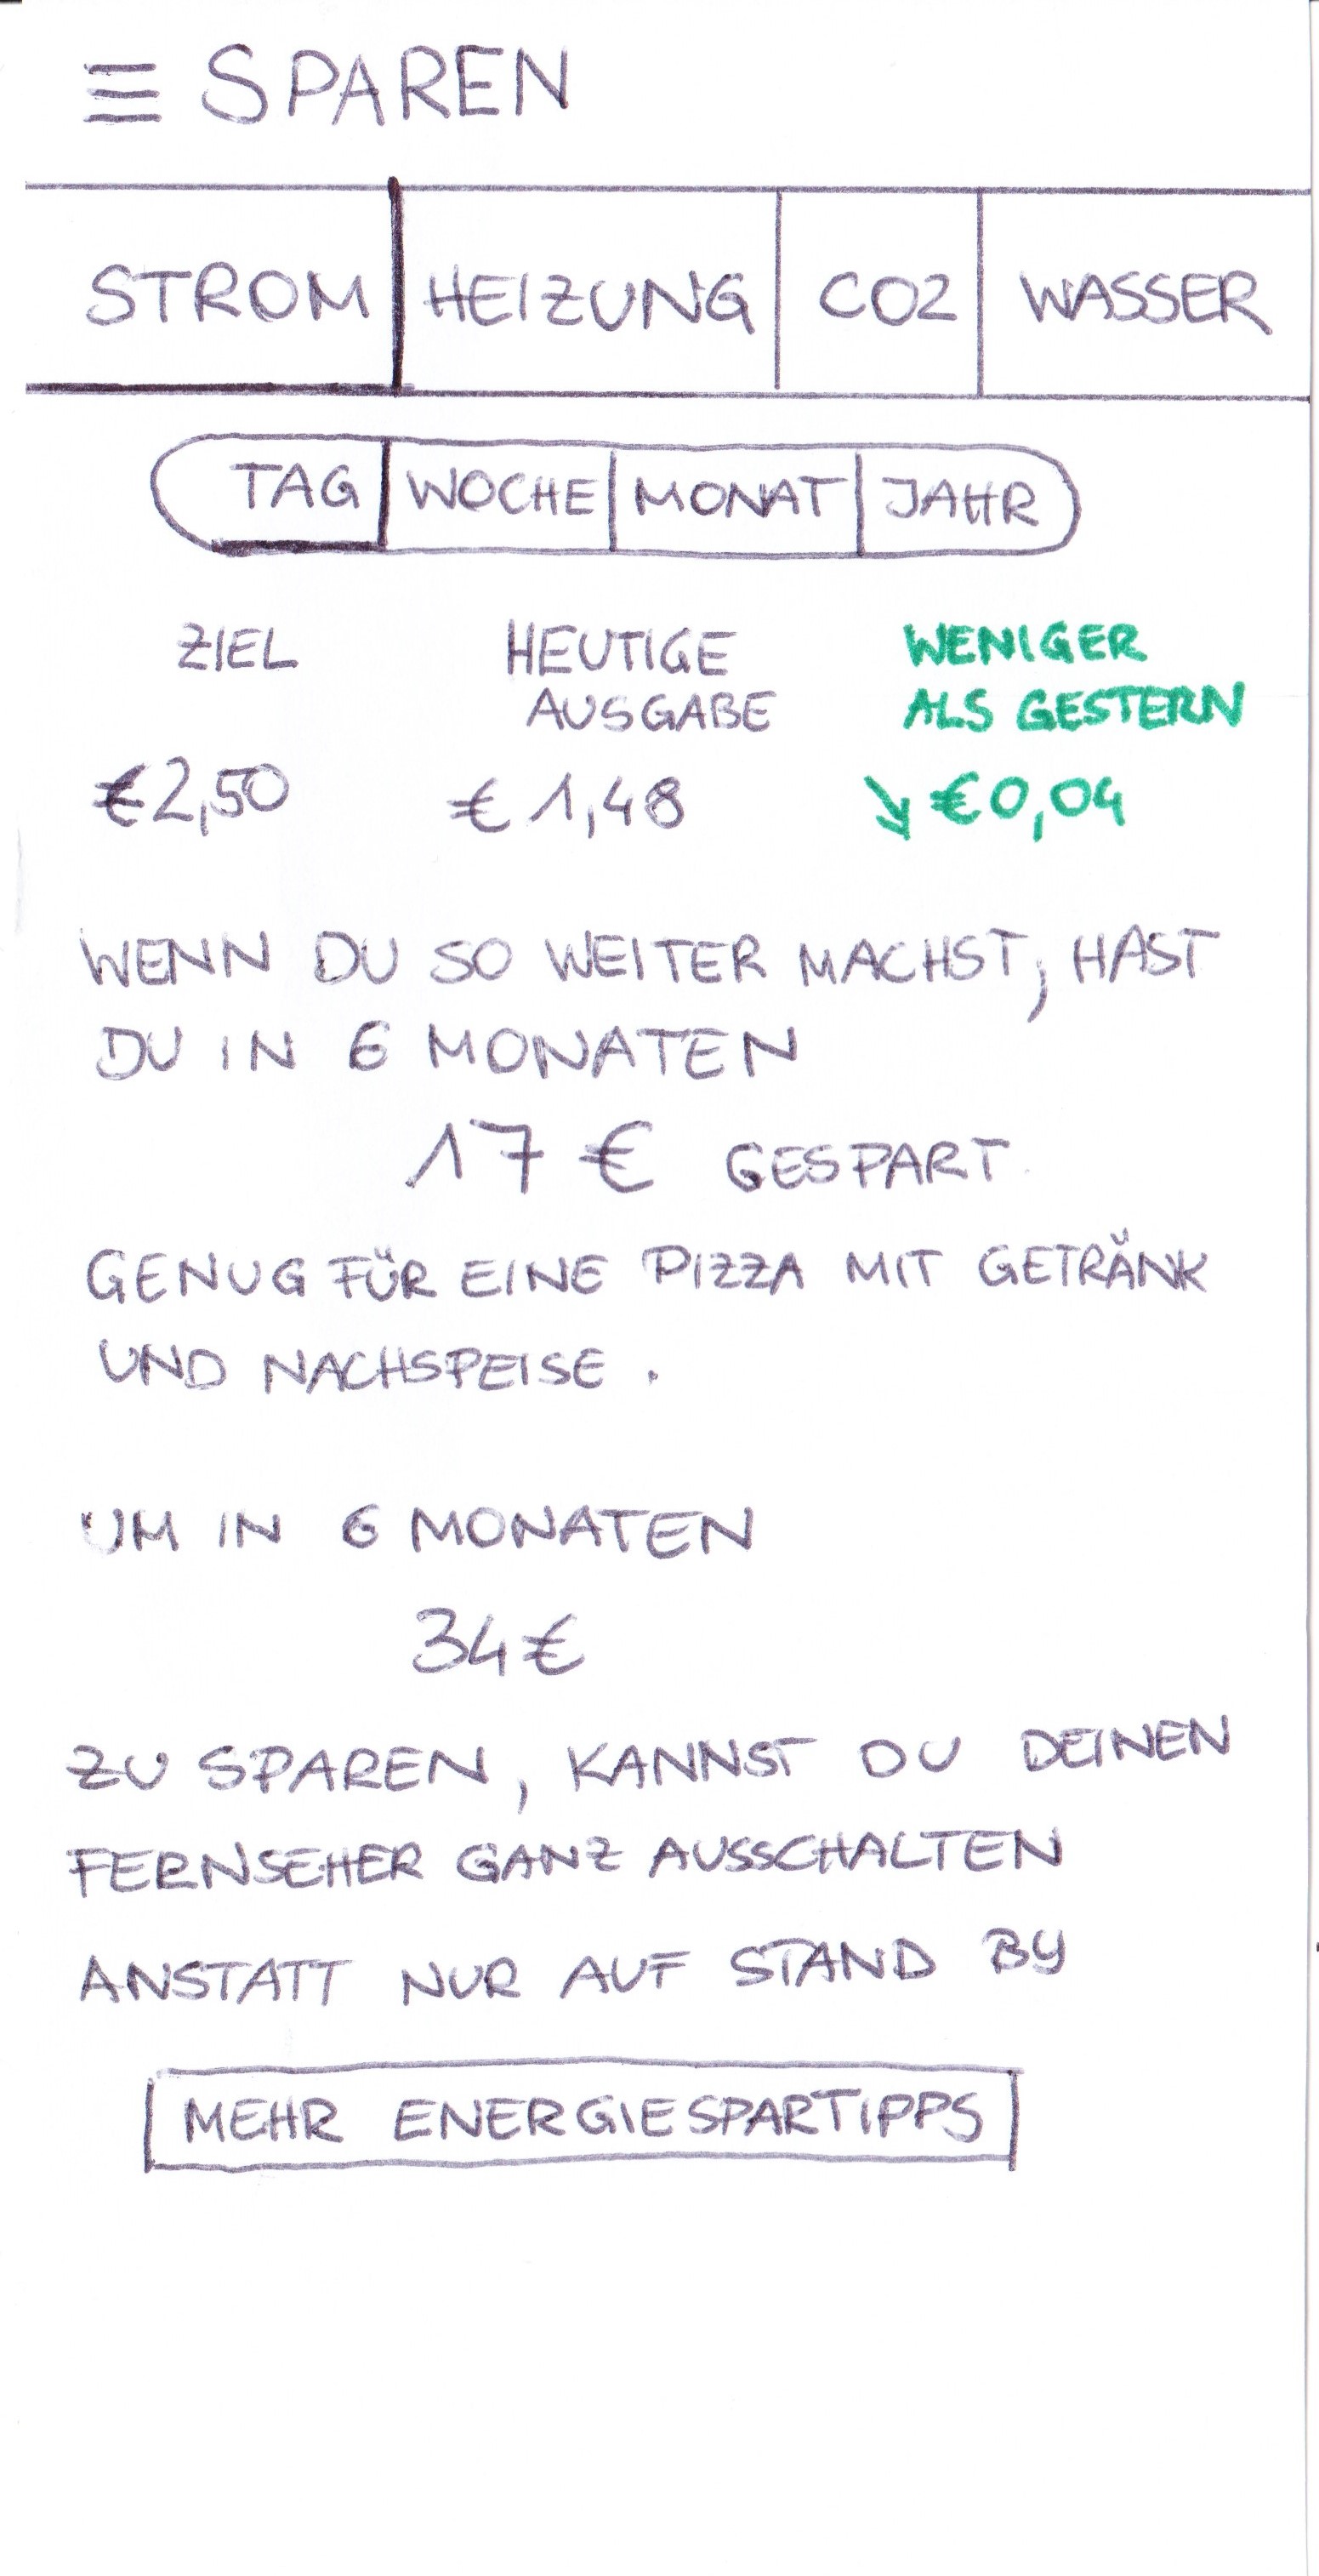 SPAREN
STROM HEIZUNG CO2 WASSER
TAG WOCHE MONAT JAHR
ZIEL HEUTIGE AUSGABE WENIGER ALS GESTERN
€2,50 € 1,48 ↘ €0,04
WENN DU SO WEITER MACHST, HAST
DU IN 6 MONATEN
17 € GESPART
GENUG FÜR EINE PIZZA MIT GETRÄNK
UND NACHSPEISE.
UM IN 6 MONATEN
34€
ZU SPAREN, KANNST DU DEINEN
FERNSEHER GANZ AUSSCHALTEN
ANSTATT NUR AUF STAND BY
MEHR ENERGIESPARTIPPS